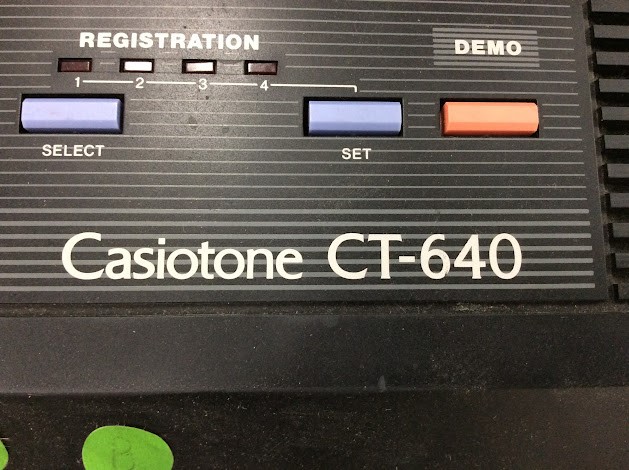 REGISTRATION
DEMO
1 2 3 4
SELECT
SET
Casiotone CT-640
B